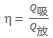 η = Q吸 / Q放